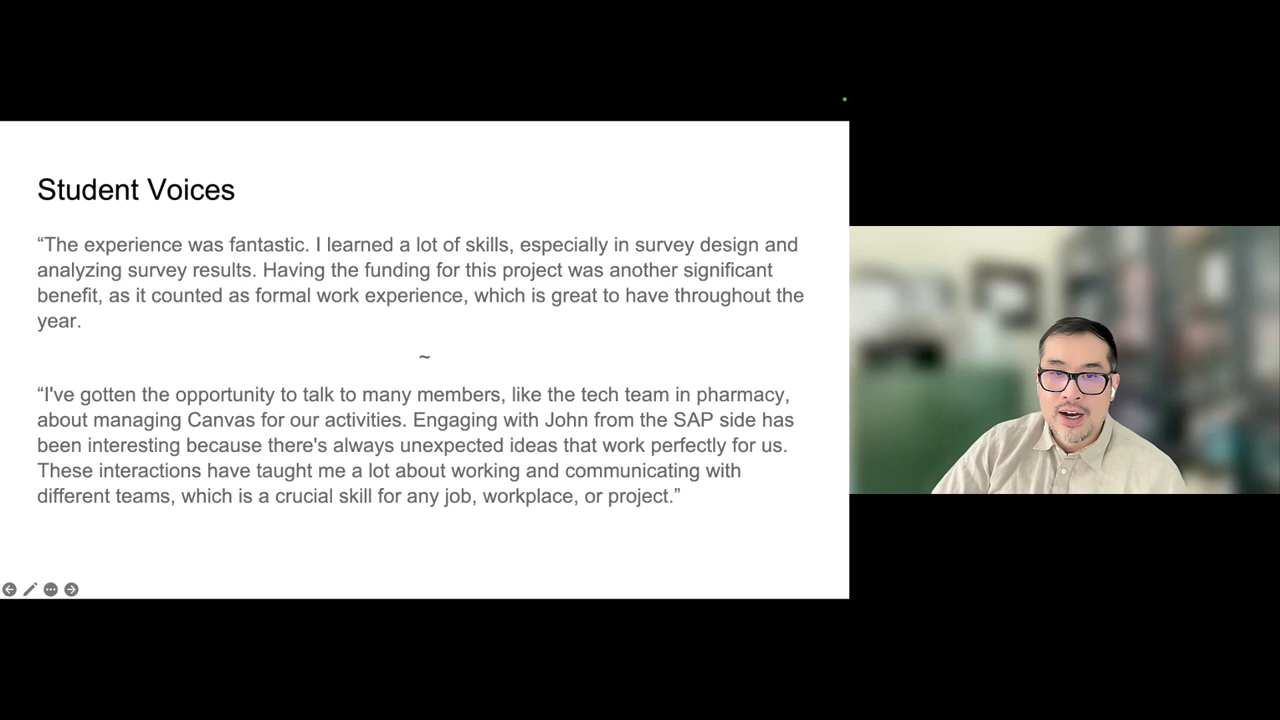 Student Voices
“The experience was fantastic. I learned a lot of skills, especially in survey design and
analyzing survey results. Having the funding for this project was another significant
benefit, as it counted as formal work experience, which is great to have throughout the
year.
~
“I've gotten the opportunity to talk to many members, like the tech team in pharmacy,
about managing Canvas for our activities. Engaging with John from the SAP side has
been interesting because there's always unexpected ideas that work perfectly for us.
These interactions have taught me a lot about working and communicating with
different teams, which is a crucial skill for any job, workplace, or project.”